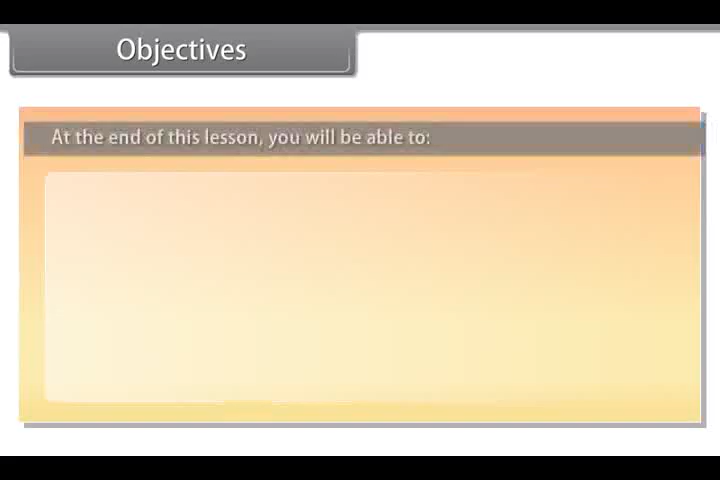 Objectives
At the end of this lesson, you will be able to: